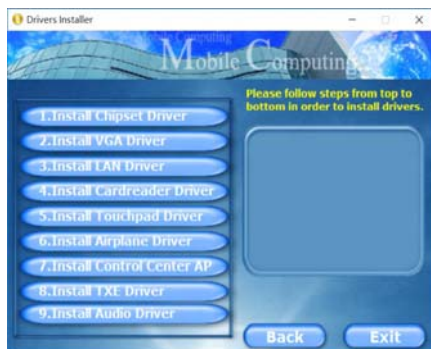 Drivers Installer
Mobile Computing
Mobile Computing
Please follow steps from top to
bottom in order to install drivers.
1.Install Chipset Driver
2.Install VGA Driver
3.Install LAN Driver
4.Install Cardreader Driver
5.Install Touchpad Driver
6.Install Airplane Driver
7.Install Control Center AP
8.Install TXE Driver
9.Install Audio Driver
Back
Exit